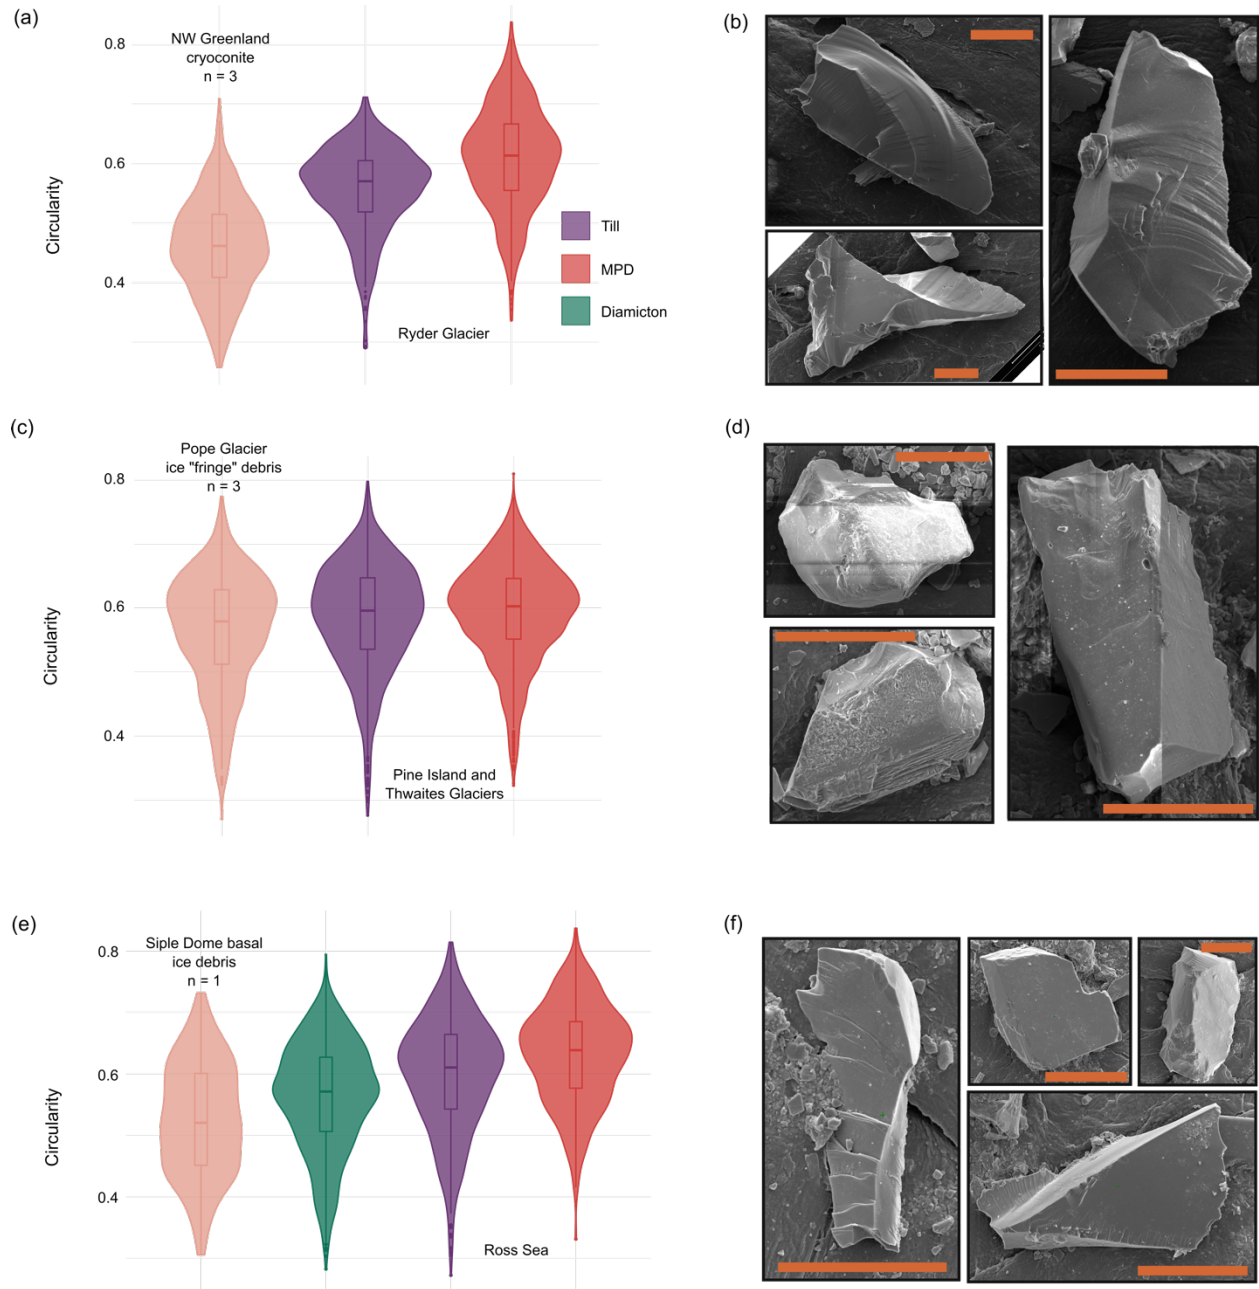 (a)
0.8
0.6
0.4
Circularity
NW Greenland
cryoconite
n = 3
Till
MPD
Diamicton
Ryder Glacier
(b)
(c)
0.8
0.6
0.4
Circularity
Pope Glacier
ice "fringe" debris
n = 3
Pine Island and
Thwaites Glaciers
(d)
(e)
0.8
0.6
0.4
Circularity
Siple Dome basal
ice debris
n = 1
Ross Sea
(f)